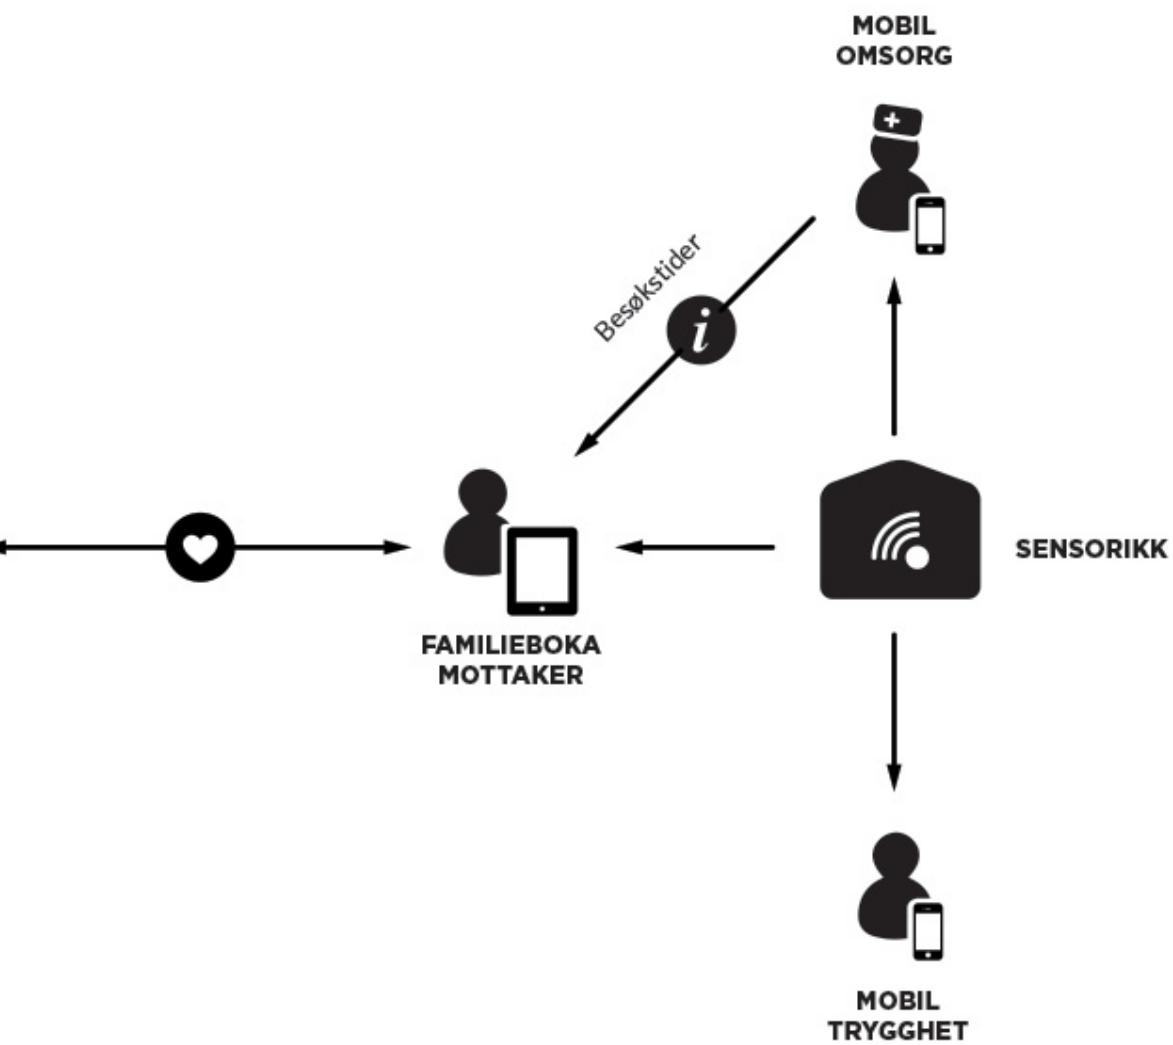 MOBIL
OMSORG
Besøkstider
i
SENSORIKK
FAMILIEBOKA
MOTTAKER
MOBIL
TRYGGHET